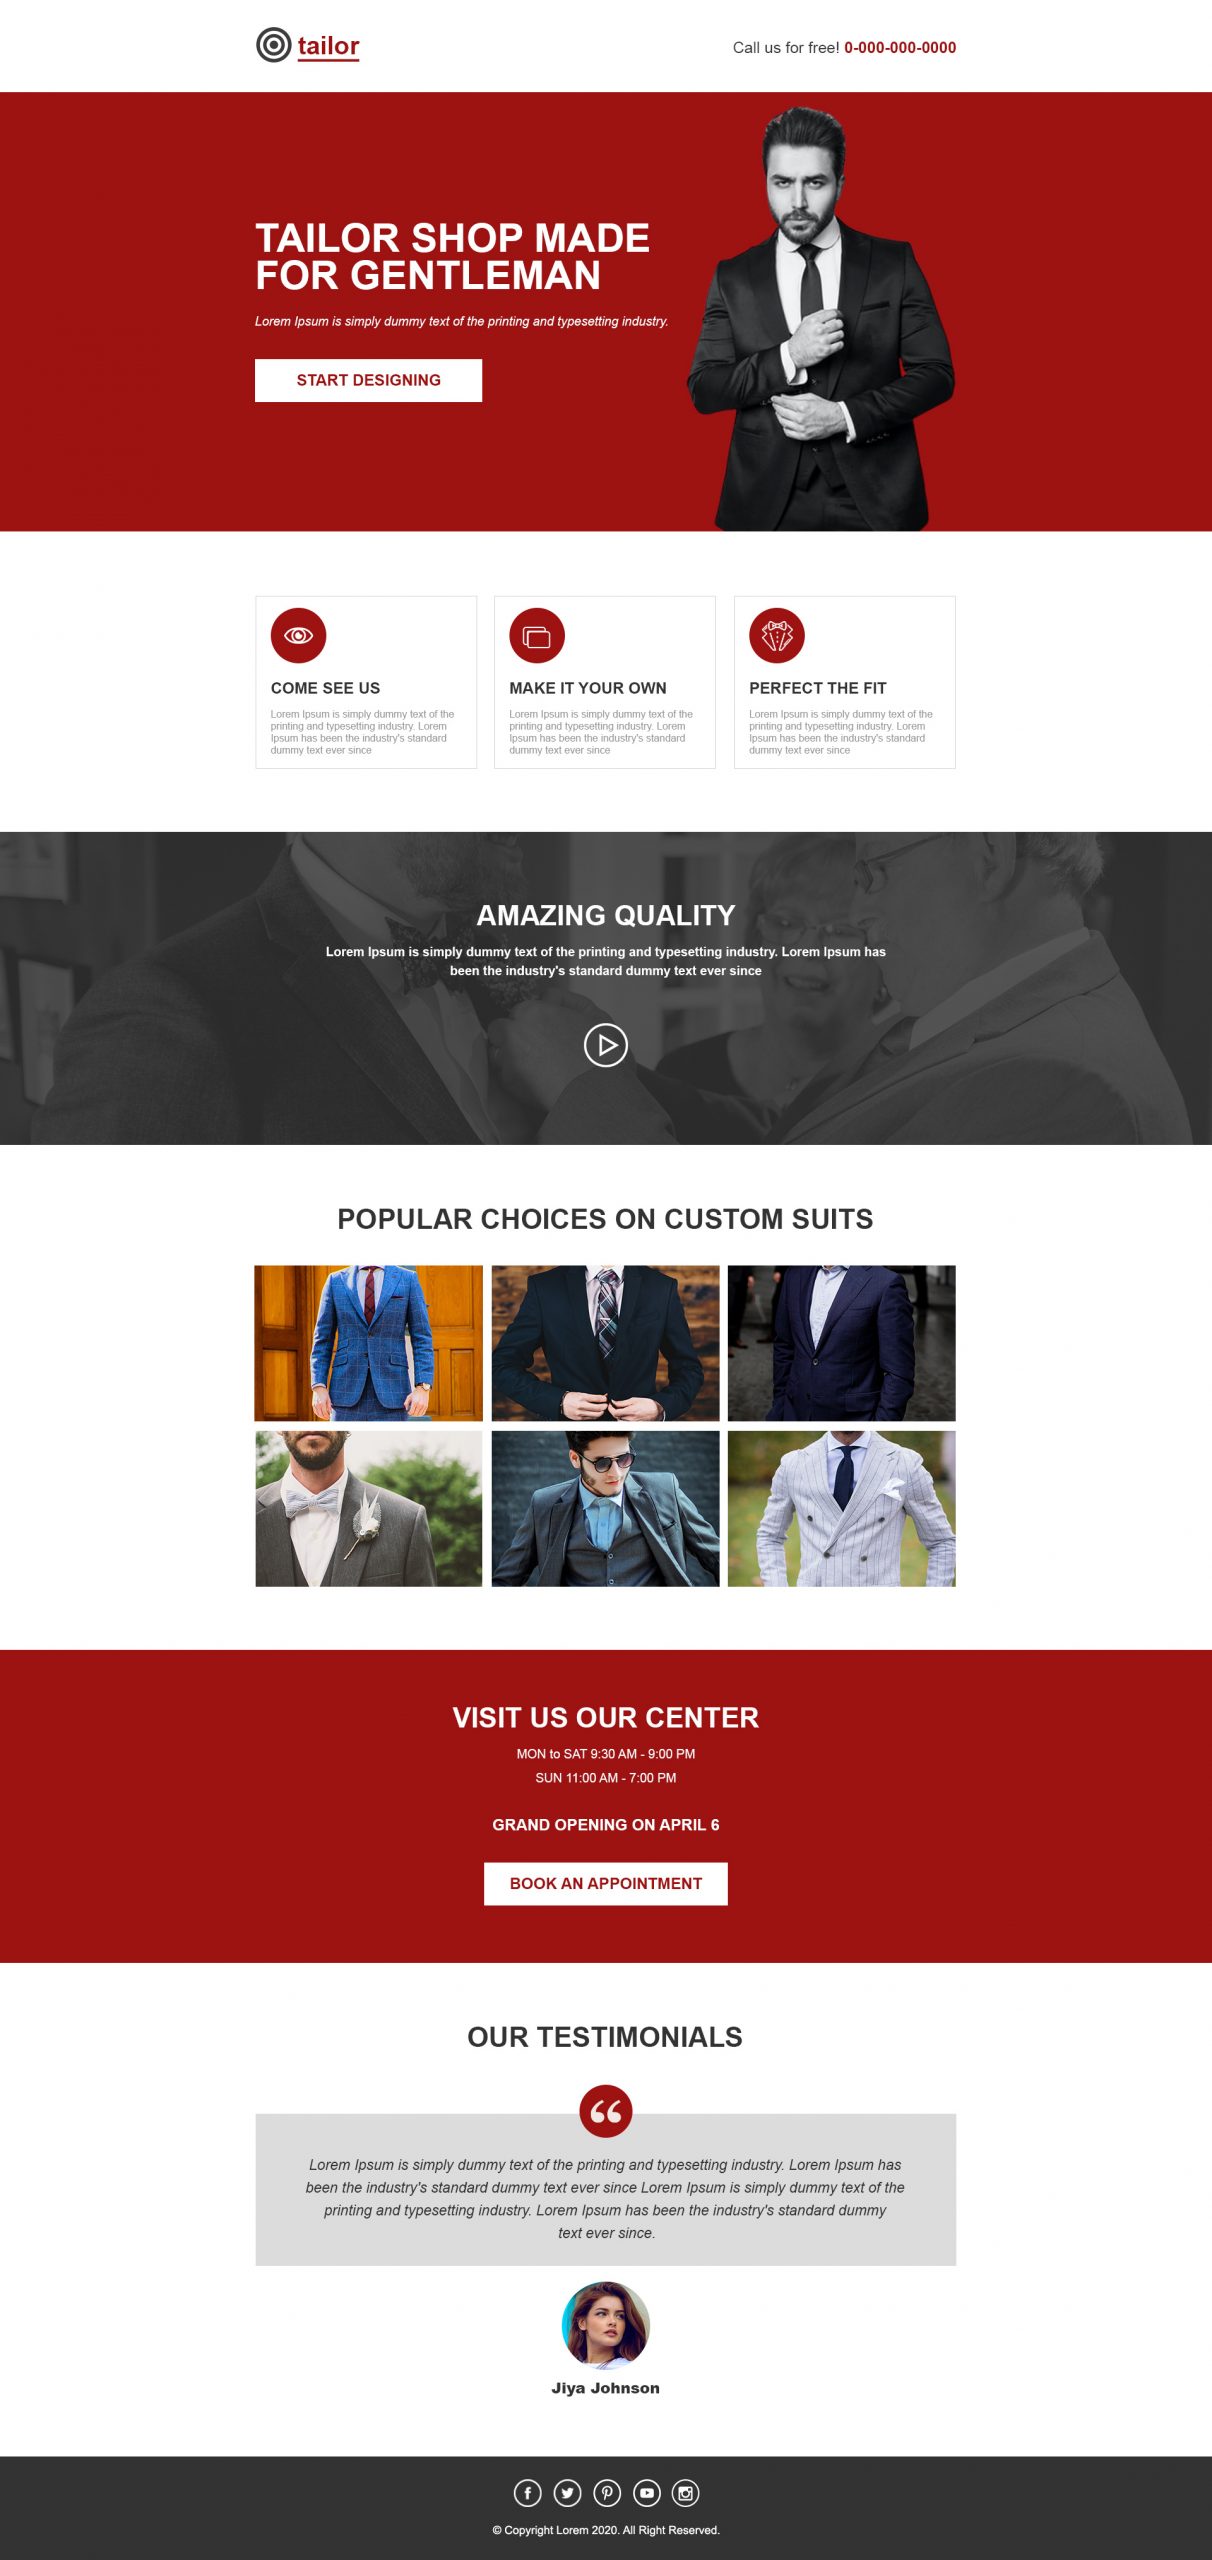 tailor
Call us for free! 0-000-000-0000
TAILOR SHOP MADE
FOR GENTLEMAN
Lorem Ipsum is simply dummy text of the printing and typesetting industry.
START DESIGNING
COME SEE US
Lorem Ipsum is simply dummy text of the
printing and typesetting industry. Lorem
Ipsum has been the industry's standard
dummy text ever since
MAKE IT YOUR OWN
Lorem Ipsum is simply dummy text of the
printing and typesetting industry. Lorem
Ipsum has been the industry's standard
dummy text ever since
PERFECT THE FIT
Lorem Ipsum is simply dummy text of the
printing and typesetting industry. Lorem
Ipsum has been the industry's standard
dummy text ever since
AMAZING QUALITY
Lorem Ipsum is simply dummy text of the printing and typesetting industry. Lorem Ipsum has
been the industry's standard dummy text ever since
POPULAR CHOICES ON CUSTOM SUITS
VISIT US OUR CENTER
MON to SAT 9:30 AM - 9:00 PM
SUN 11:00 AM - 7:00 PM
GRAND OPENING ON APRIL 6
BOOK AN APPOINTMENT
OUR TESTIMONIALS
Lorem Ipsum is simply dummy text of the printing and typesetting industry. Lorem Ipsum has
been the industry's standard dummy text ever since Lorem Ipsum is simply dummy text of the
printing and typesetting industry. Lorem Ipsum has been the industry's standard dummy
text ever since.
Jiya Johnson
© Copyright Lorem 2020. All Right Reserved.